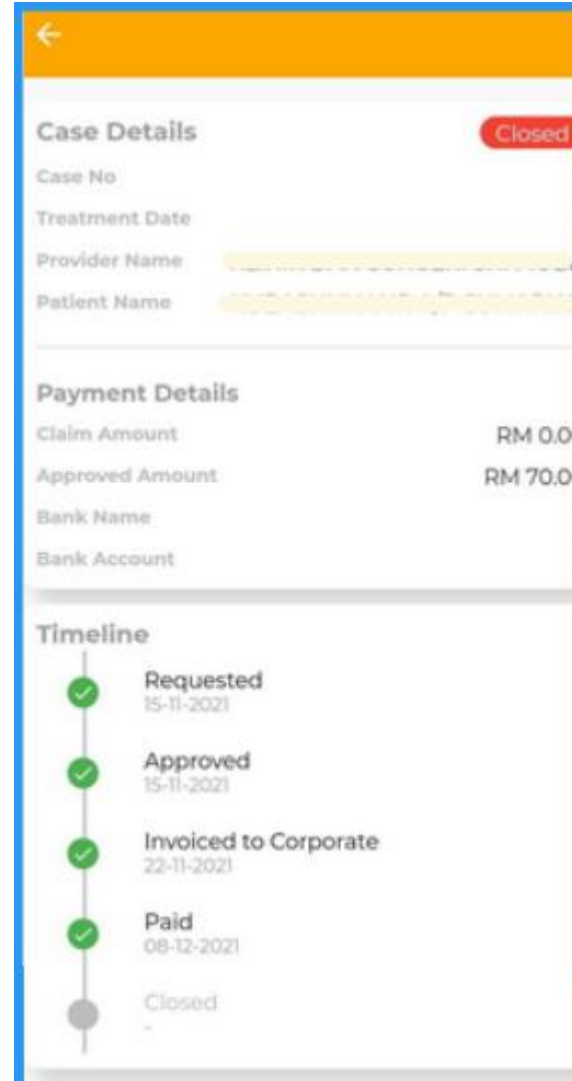 Case Details Closed
Case No
Treatment Date
Provider Name
Patient Name
Payment Details
Claim Amount RM 0.0
Approved Amount RM 70.0
Bank Name
Bank Account
Timeline
Requested
15-11-2021
Approved
15-11-2021
Invoiced to Corporate
22-11-2021
Paid
08-12-2021
Closed
-